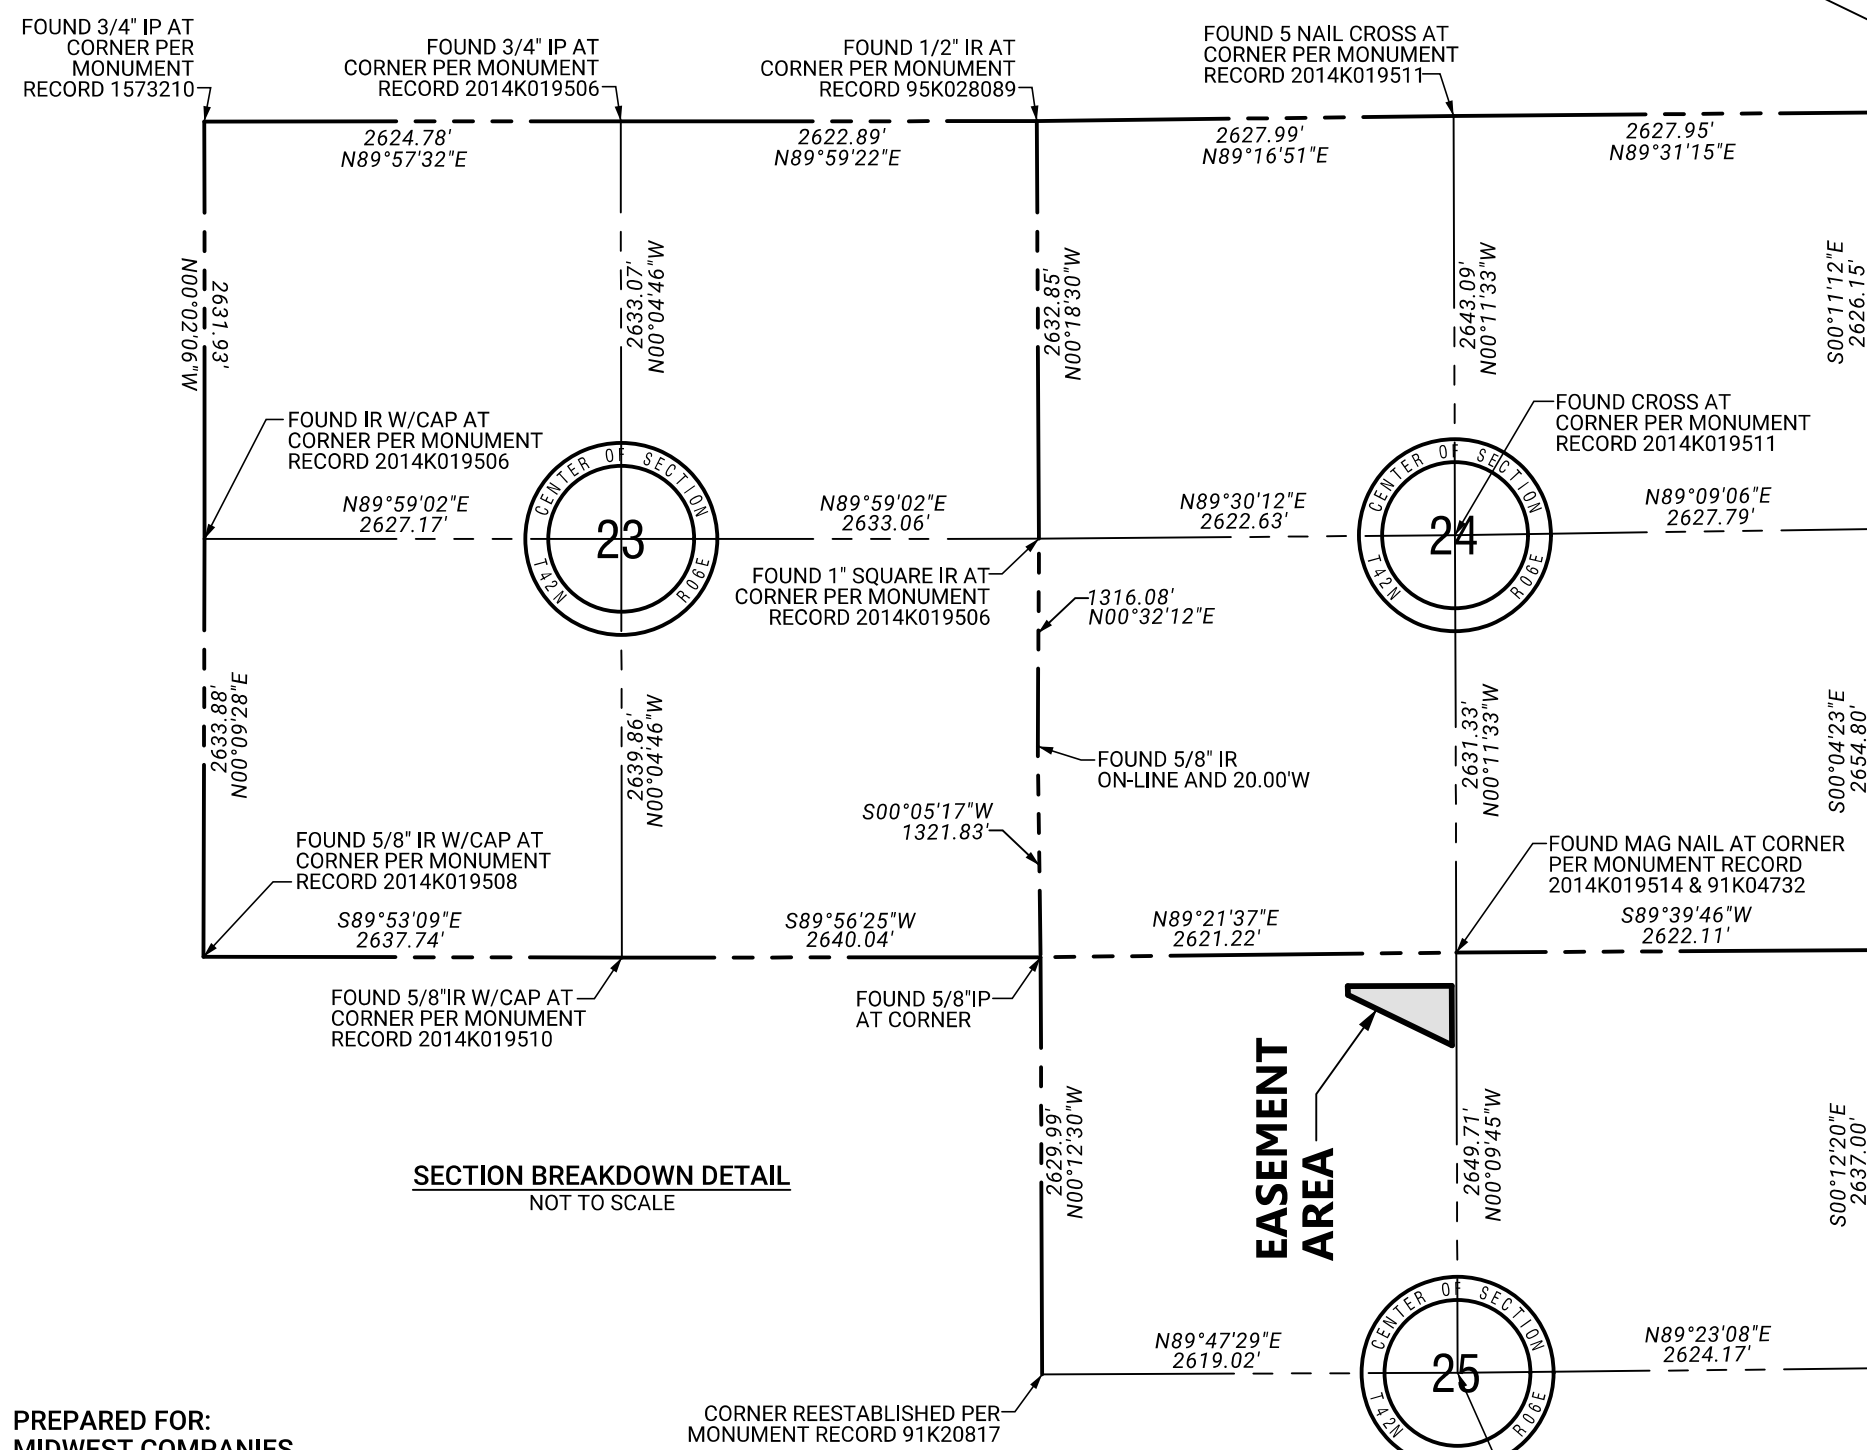 FOUND 3/4" IP AT
CORNER PER
MONUMENT
RECORD 1573210
FOUND 3/4" IP AT
CORNER PER MONUMENT
RECORD 2014K019506
FOUND 1/2" IR AT
CORNER PER MONUMENT
RECORD 95K028089
FOUND 5 NAIL CROSS AT
CORNER PER MONUMENT
RECORD 2014K019511
2624.78'
N89°57'32"E
2622.89'
N89°59'22"E
2627.99'
N89°16'51"E
2627.95'
N89°31'15"E
2631.93'
N00°02'06"W
2633.07'
N00°04'46"W
2632.85'
N00°18'30"W
2643.09'
N00°11'33"W
S00°11'12"E
2626.15'
FOUND IR W/CAP AT
CORNER PER MONUMENT
RECORD 2014K019506
FOUND CROSS AT
CORNER PER MONUMENT
RECORD 2014K019511
N89°59'02"E
2627.17'
CENTER OF SECTION
23
T42N R06E
N89°59'02"E
2633.06'
N89°30'12"E
2622.63'
CENTER OF SECTION
24
T42N R06E
N89°09'06"E
2627.79'
FOUND 1" SQUARE IR AT
CORNER PER MONUMENT
RECORD 2014K019506
1316.08'
N00°32'12"E
2633.88'
N00°09'28"E
2639.86'
N00°04'46"W
FOUND 5/8" IR
ON-LINE AND 20.00'W
2631.33'
N00°11'33"W
S00°04'23"E
2654.80'
S00°05'17"W
1321.83'
FOUND 5/8" IR W/CAP AT
CORNER PER MONUMENT
RECORD 2014K019508
FOUND MAG NAIL AT CORNER
PER MONUMENT RECORD
2014K019514 & 91K04732
S89°53'09"E
2637.74'
S89°56'25"W
2640.04'
N89°21'37"E
2621.22'
S89°39'46"W
2622.11'
FOUND 5/8"IR W/CAP AT
CORNER PER MONUMENT
RECORD 2014K019510
FOUND 5/8"IP
AT CORNER
EASEMENT
AREA
2629.99'
N00°12'30"W
2649.71'
N00°09'45"W
S00°12'20"E
2637.00'
SECTION BREAKDOWN DETAIL
NOT TO SCALE
N89°47'29"E
2619.02'
CENTER OF SECTION
25
T42N R06E
N89°23'08"E
2624.17'
CORNER REESTABLISHED PER
MONUMENT RECORD 91K20817
PREPARED FOR:
MIDWEST COMPANIES